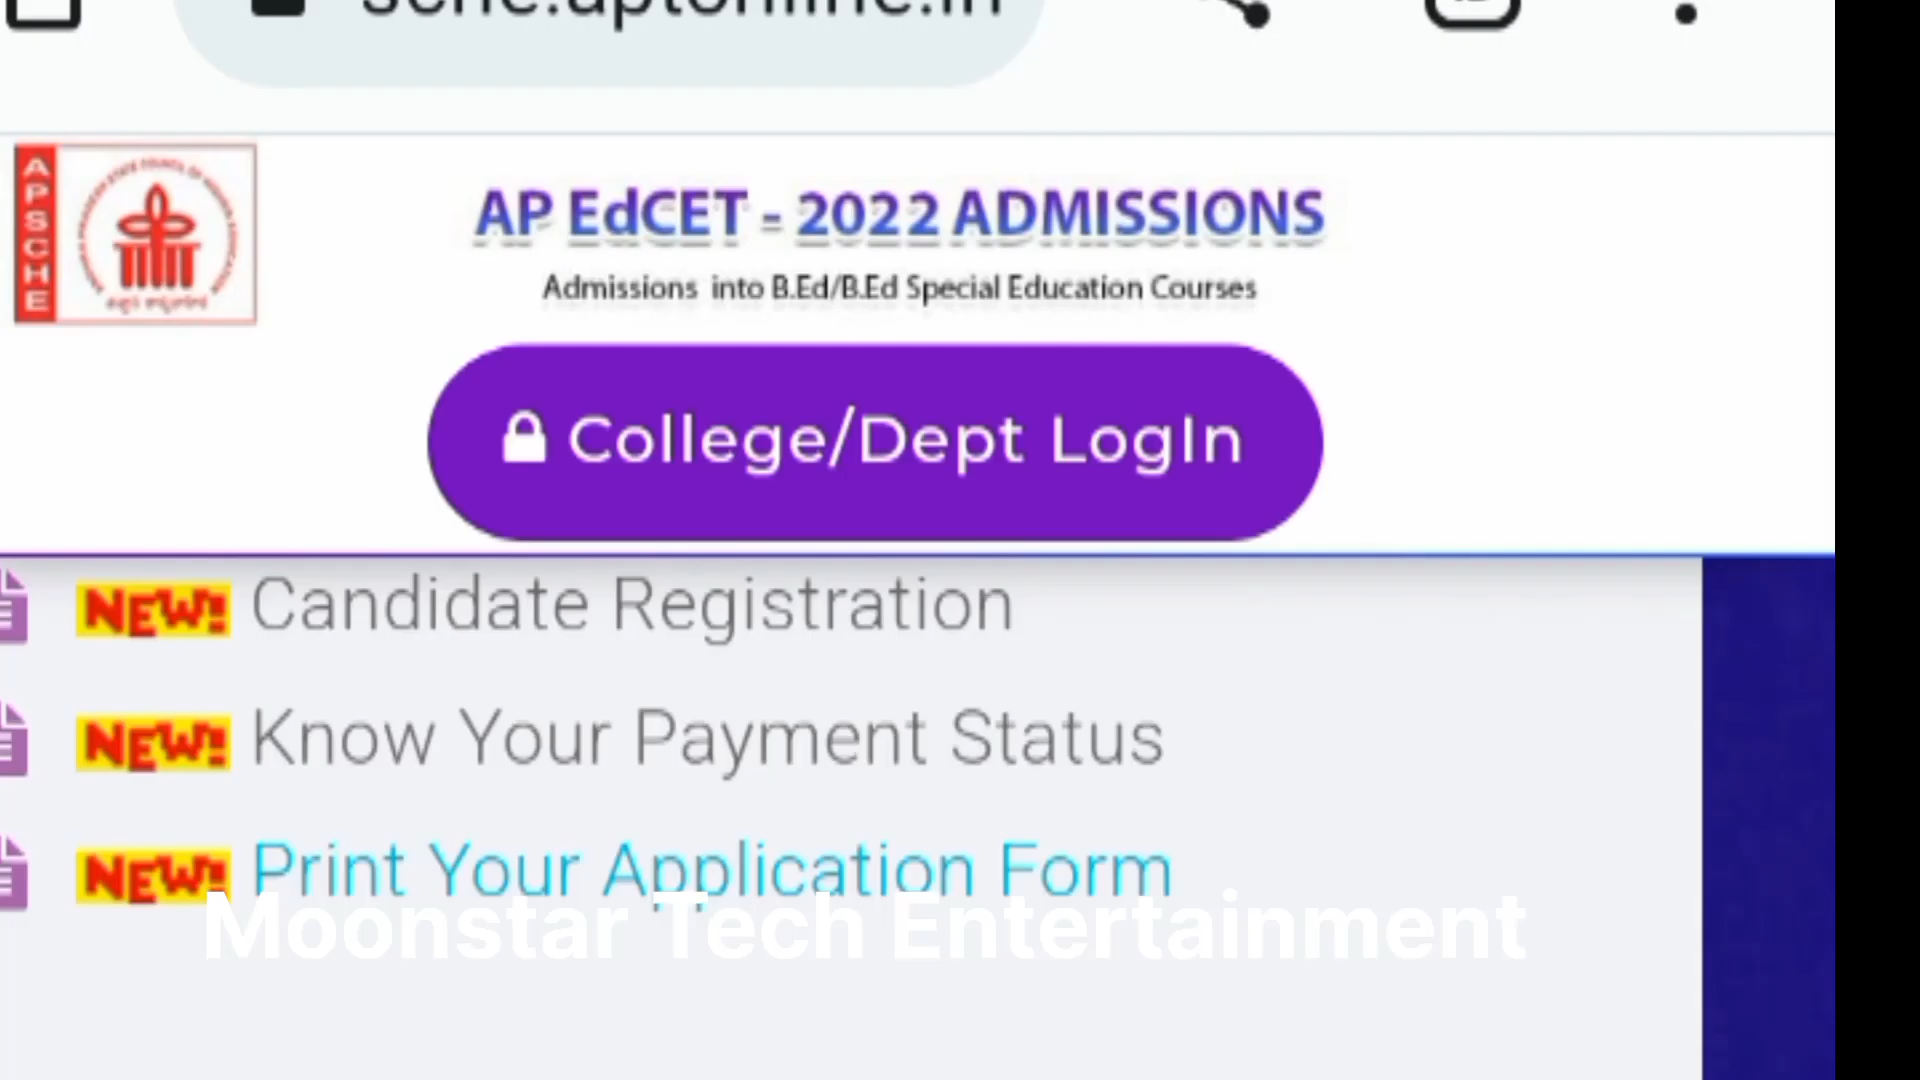 APSCHE
AP EdCET - 2022 ADMISSIONS
Admissions into B.Ed/B.Ed Special Education Courses
College/Dept LogIn
NEW! Candidate Registration
NEW! Know Your Payment Status
NEW! Print Your Application Form
Moonstar Tech Entertainment